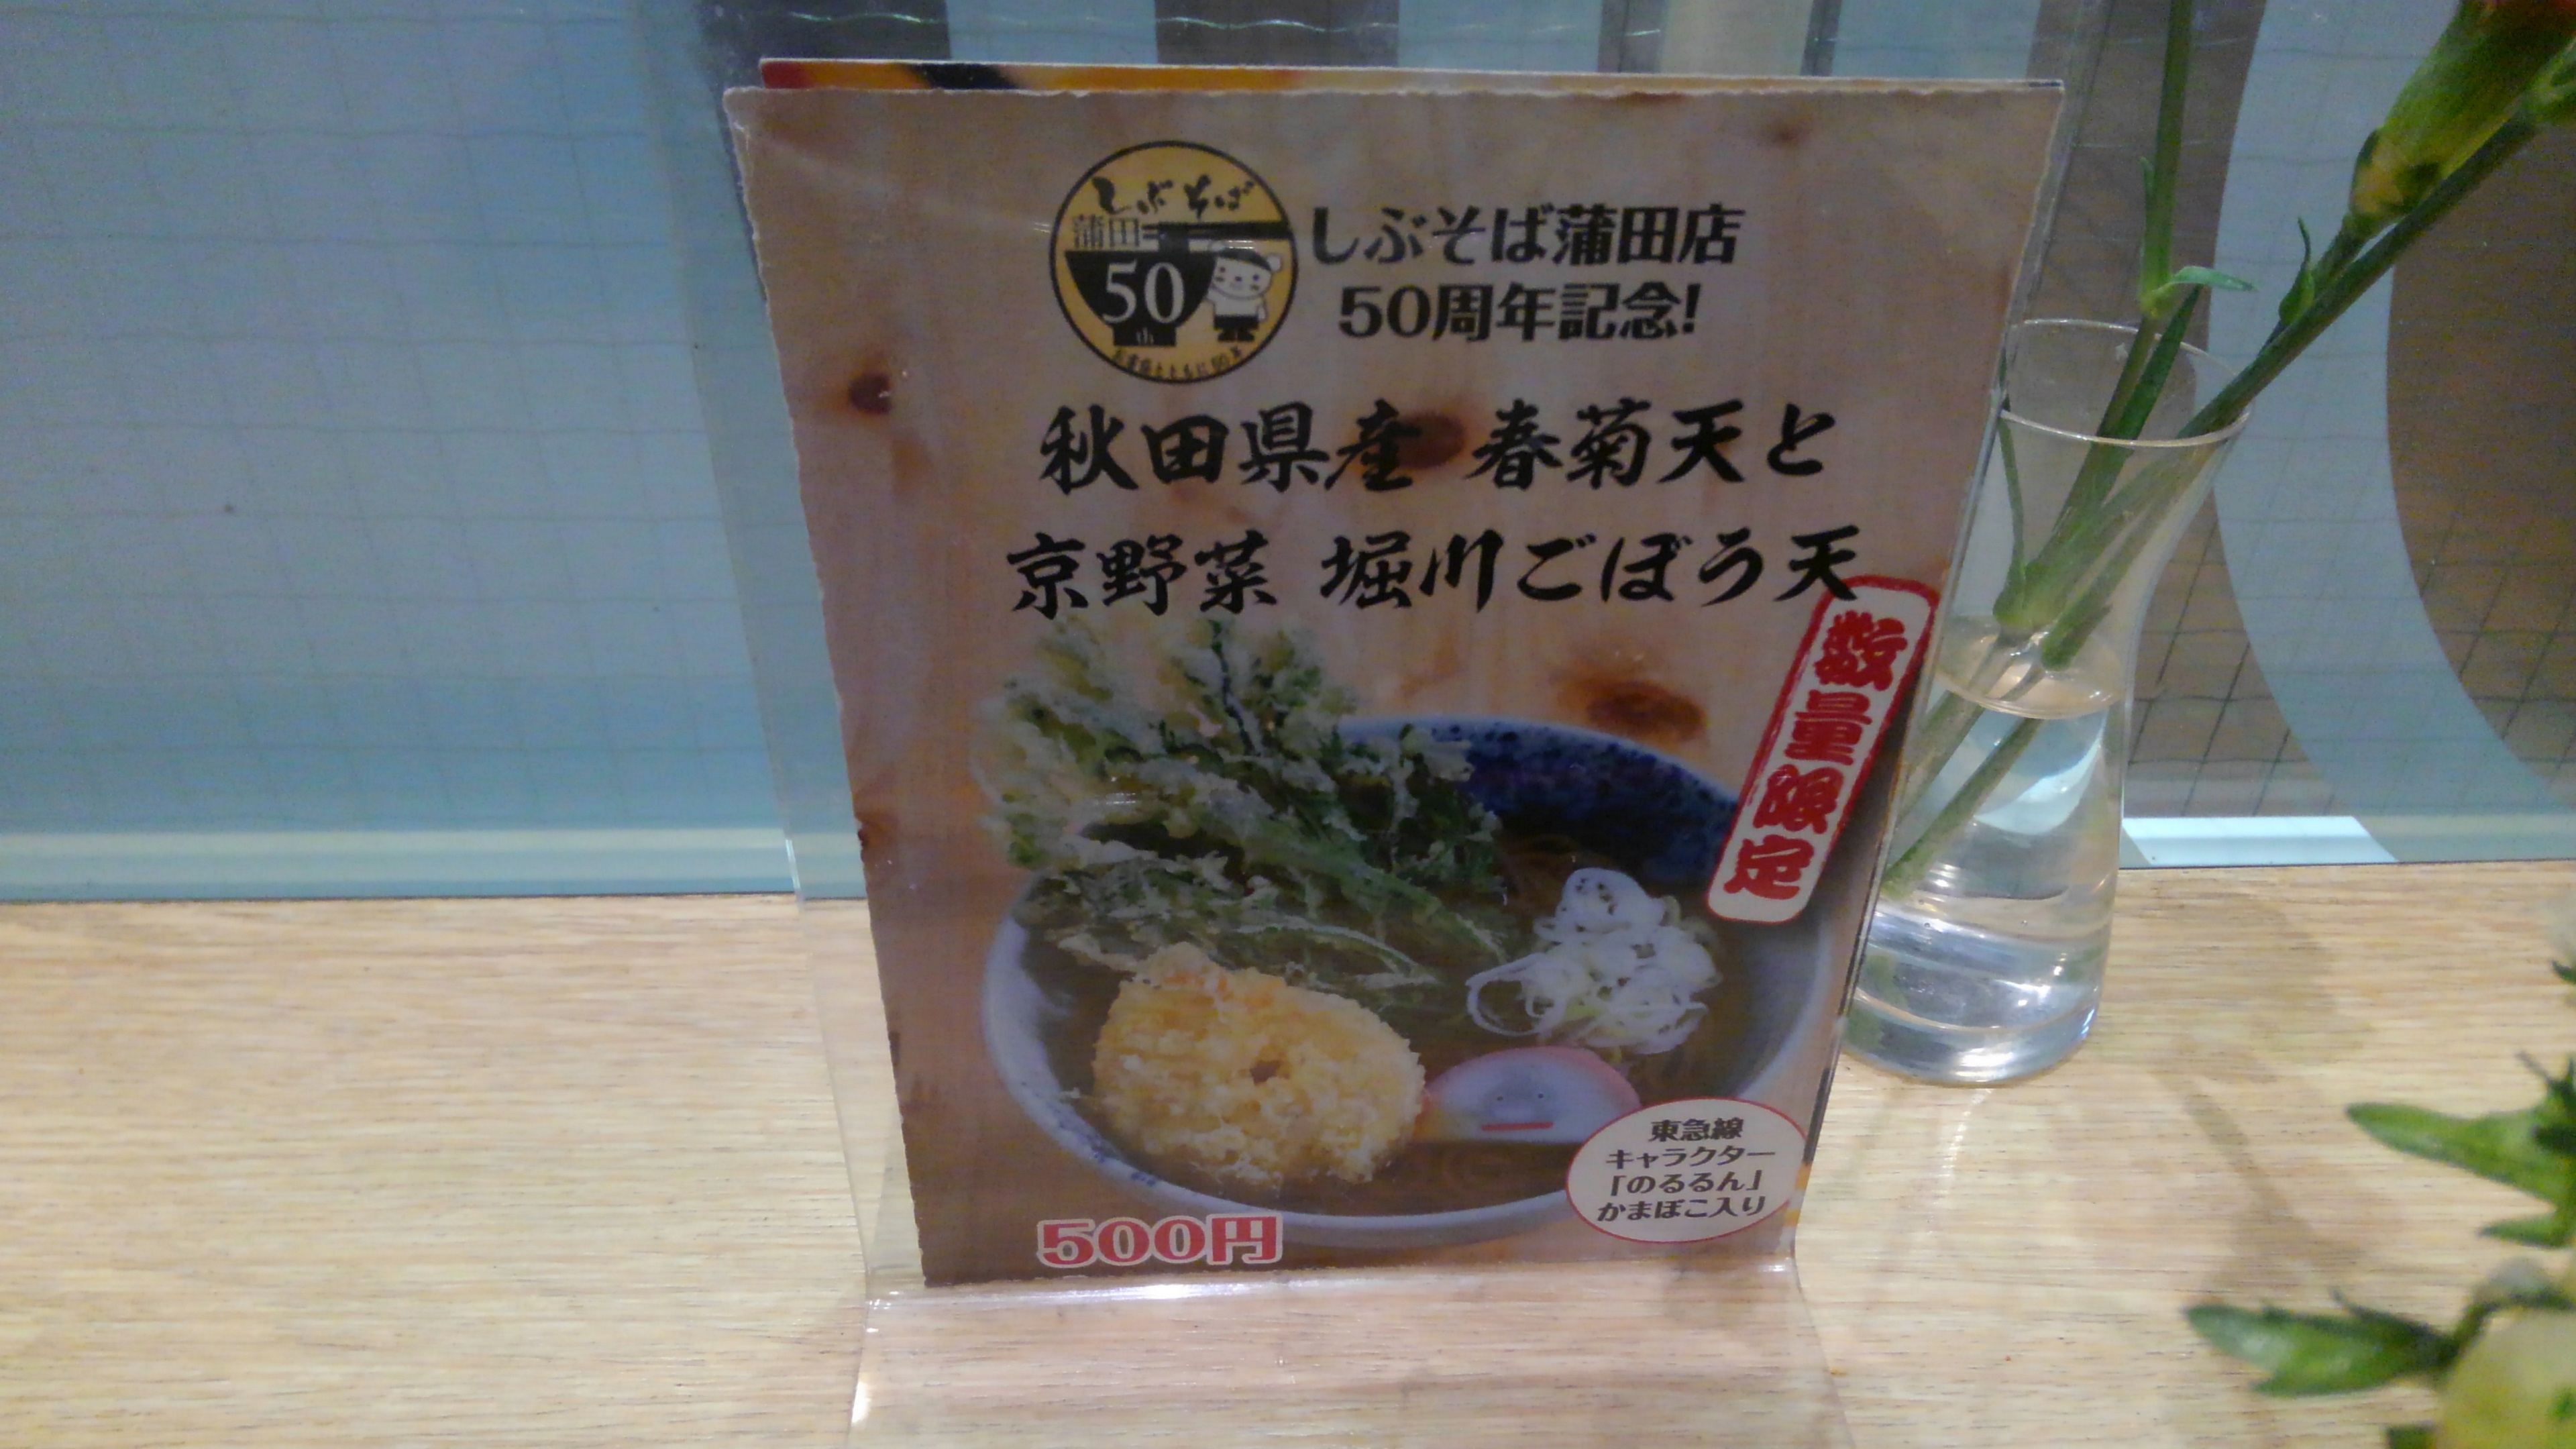 しぶそば
蒲田
50
しぶそば蒲田店
50周年記念!
秋田県産 春菊天と
京野菜 堀川ごぼう天
数量限定
東急線
キャラクター
「のるるん」
かまぼこ入り
500円